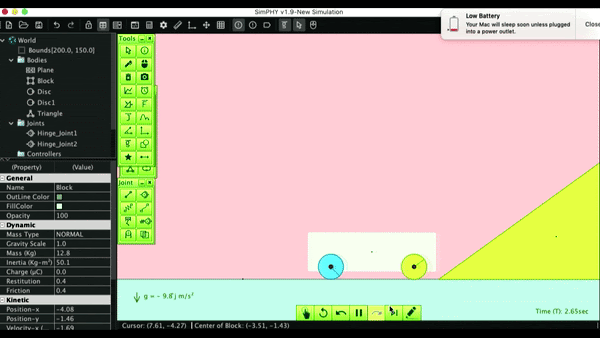 SimPHY v1.9-New Simulation
Low Battery
Your Mac will sleep soon unless plugged
into a power outlet.
Close
World
Bounds[200.0, 150.0]
Bodies
Plane
Block
Disc
Disc1
Triangle
Joints
Hinge_Joint1
Hinge_Joint2
Controllers
Tools
Joint
(Property) (Value)
General
Name Block
OutLine Color
FillColor
Opacity 100
Dynamic
Mass Type NORMAL
Gravity Scale 1.0
Mass (Kg) 12.8
Inertia (Kg-m²) 50.1
Charge (μC) 0.0
Restitution 0.4
Friction 0.4
Kinetic
Position-x -4.08
Position-y -1.46
Velocity-x (m/... -1.69
g = - 9.8 j m/s²
Time (T): 2.65sec
Cursor: (7.61, -4.27) Center of Block: (-3.51, -1.43)